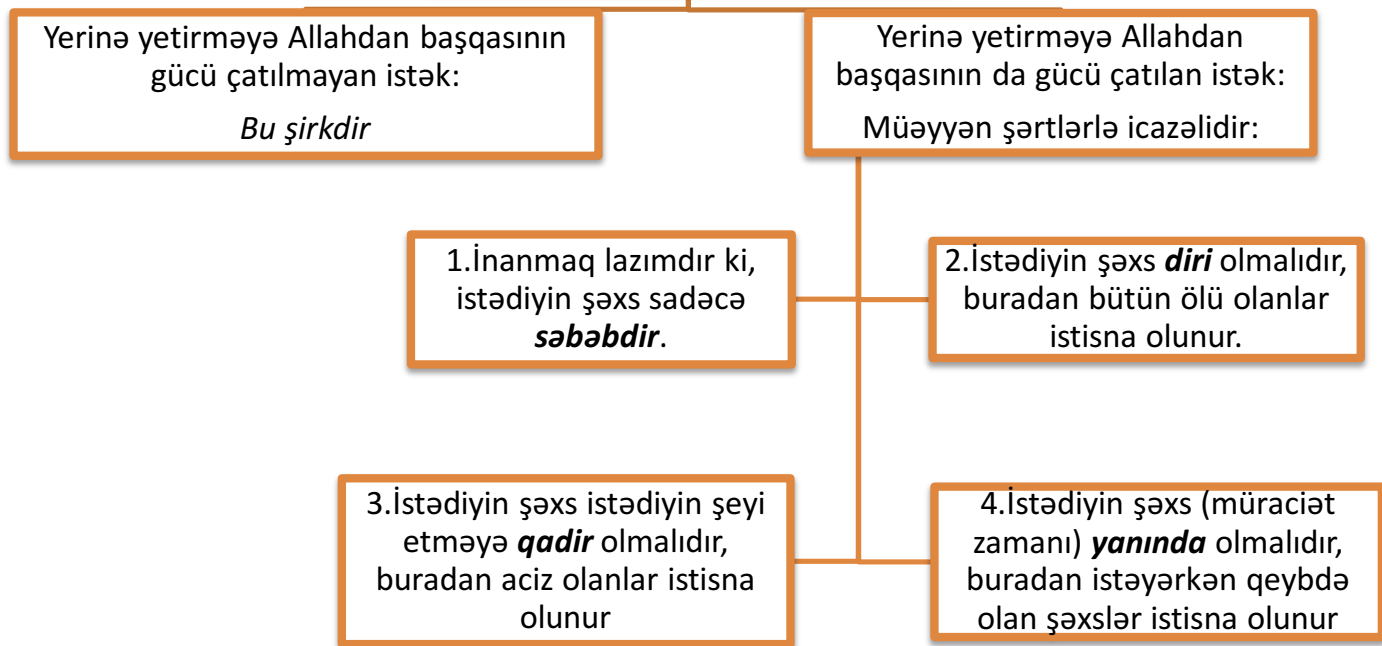 Yerinə yetirməyə Allahdan başqasının
gücü çatılmayan istək:
Bu şirkdir
Yerinə yetirməyə Allahdan
başqasının da gücü çatılan istək:
Müəyyən şərtlərlə icazəlidir:
1.İnanmaq lazımdır ki,
istədiyin şəxs sadəcə
səbəbdir.
2.İstədiyin şəxs diri olmalıdır,
buradan bütün ölü olanlar
istisna olunur.
3.İstədiyin şəxs istədiyin şeyi
etməyə qadir olmalıdır,
buradan aciz olanlar istisna
olunur
4.İstədiyin şəxs (müraciət
zamanı) yanında olmalıdır,
buradan istəyərkən qeybdə
olan şəxslər istisna olunur